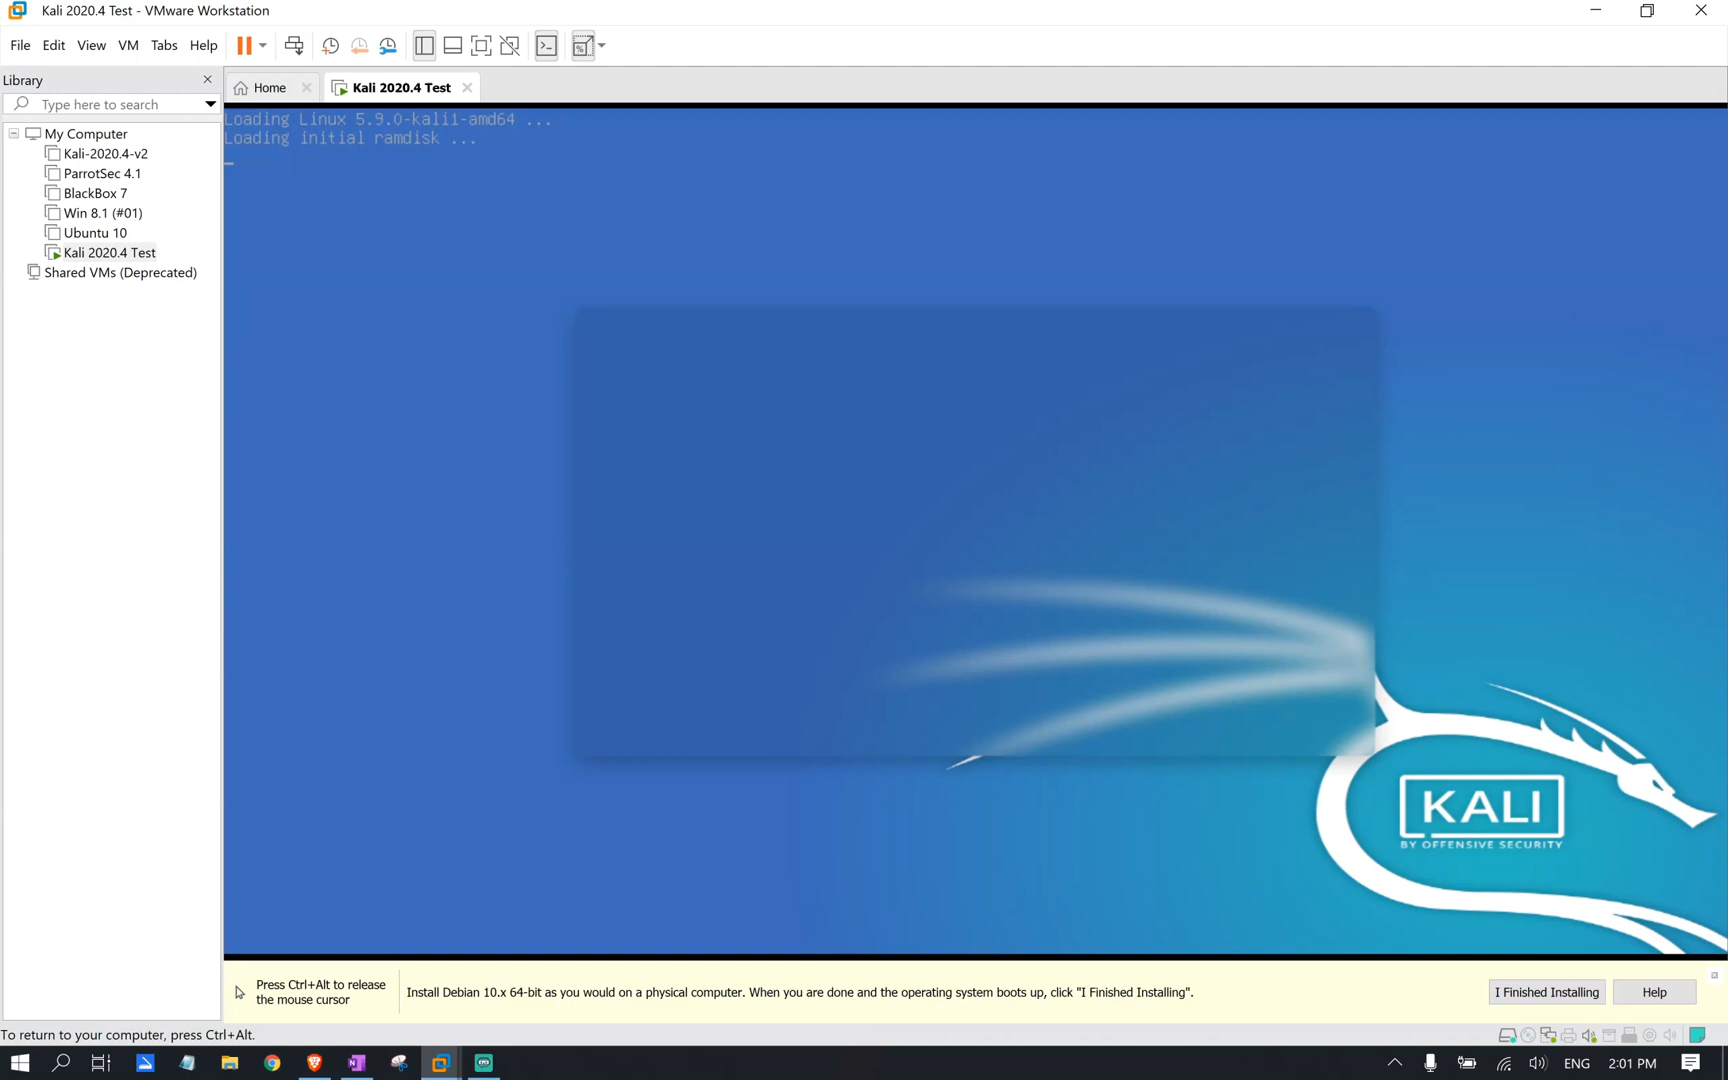 Kali 2020.4 Test - VMware Workstation
File Edit View VM Tabs Help
Library
Home
Kali 2020.4 Test
Type here to search
My Computer
Kali-2020.4-v2
ParrotSec 4.1
BlackBox 7
Win 8.1 (#01)
Ubuntu 10
Kali 2020.4 Test
Shared VMs (Deprecated)
Loading Linux 5.9.0-kali1-amd64 ...
Loading initial ramdisk ...
KALI
BY OFFENSIVE SECURITY
Press Ctrl+Alt to release
the mouse cursor
Install Debian 10.x 64-bit as you would on a physical computer. When you are done and the operating system boots up, click "I Finished Installing".
I Finished Installing
Help
To return to your computer, press Ctrl+Alt.
ENG
2:01 PM